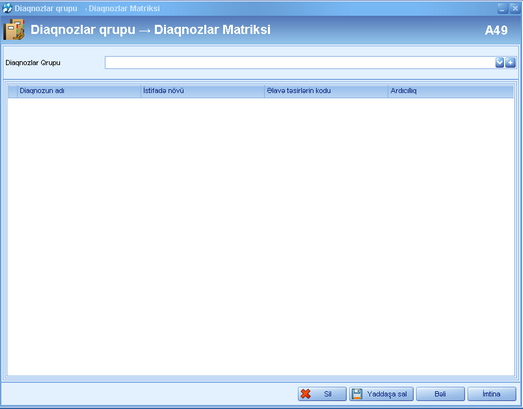 Diaqnozlar qrupu → Diaqnozlar Matriksi
Diaqnozlar qrupu → Diaqnozlar Matriksi A49
Diaqnozlar Qrupu
Diaqnozun adı İstifadə növü Əlavə təsirlərin kodu Ardıcıllıq
Sil Yaddaşa sal Bəli İmtina